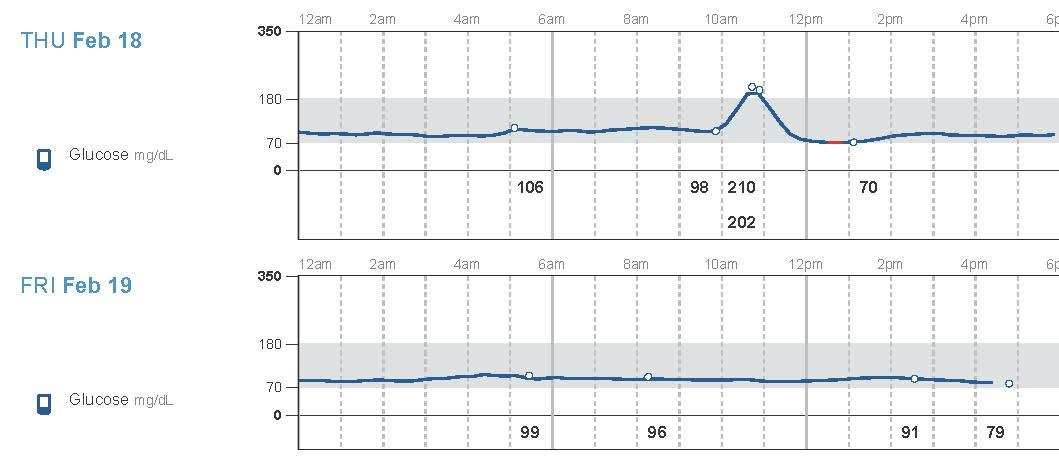 12am 2am 4am 6am 8am 10am 12pm 2pm 4pm 6p
350
THU Feb 18
180
70
Glucose mg/dL
0
106 98 210 70
202
12am 2am 4am 6am 8am 10am 12pm 2pm 4pm 6p
350
FRI Feb 19
180
70
Glucose mg/dL
0
99 96 91 79